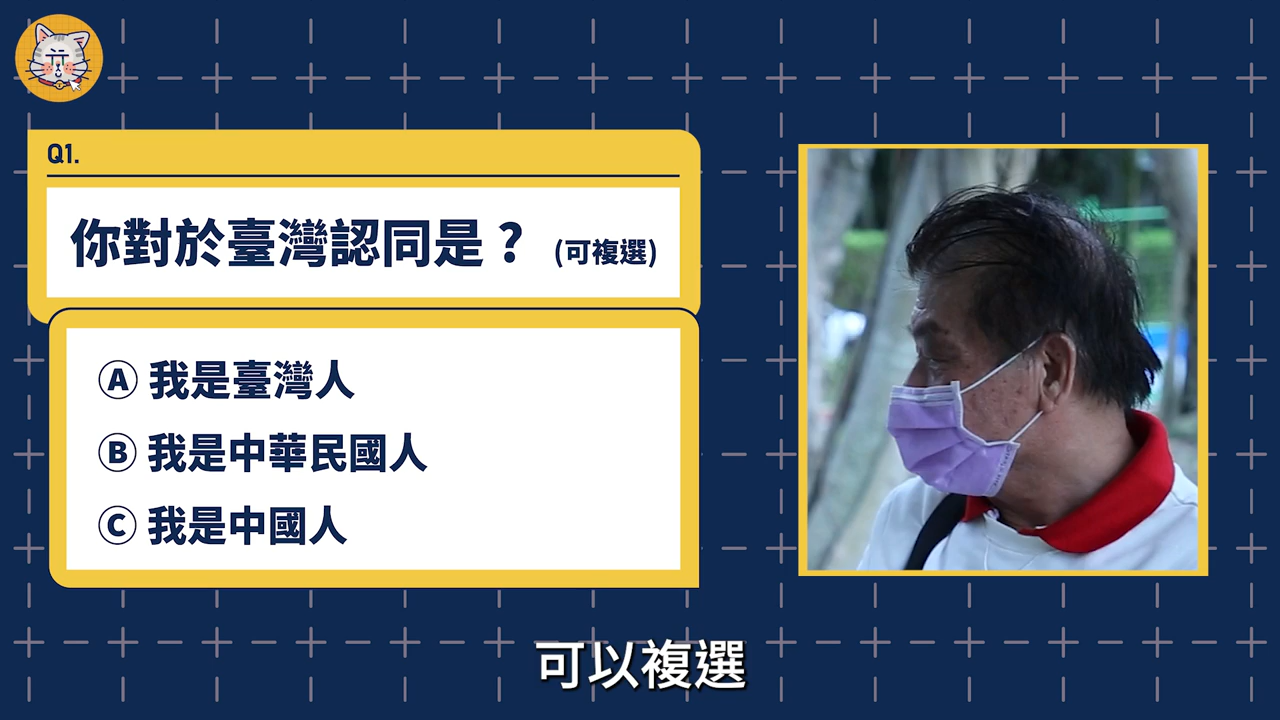 Q1.
你對於臺灣認同是？ (可複選)
Ⓐ 我是臺灣人
Ⓑ 我是中華民國人
Ⓒ 我是中國人
可以複選